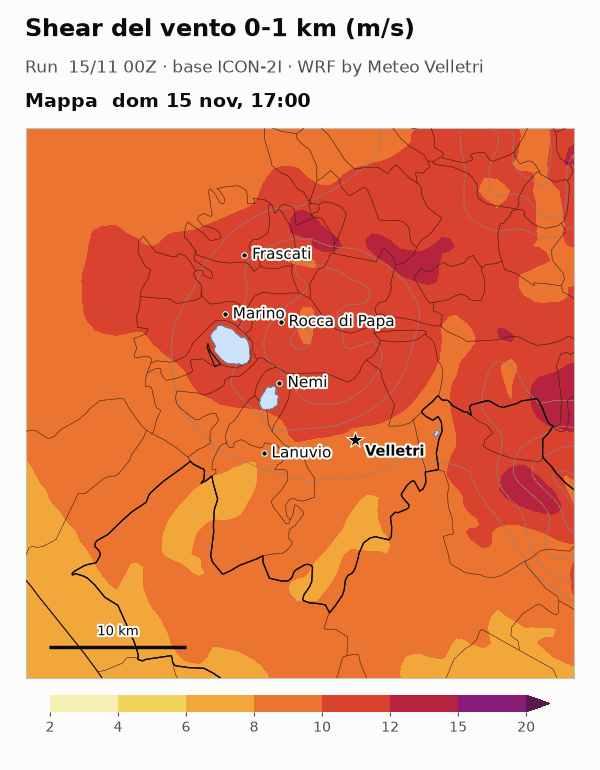 Shear del vento 0-1 km (m/s)
Run  15/11 00Z · base ICON-2I · WRF by Meteo Velletri
Mappa  dom 15 nov, 17:00
Frascati
Marino
Rocca di Papa
Nemi
Velletri
Lanuvio
10 km
2 4 6 8 10 12 15 20